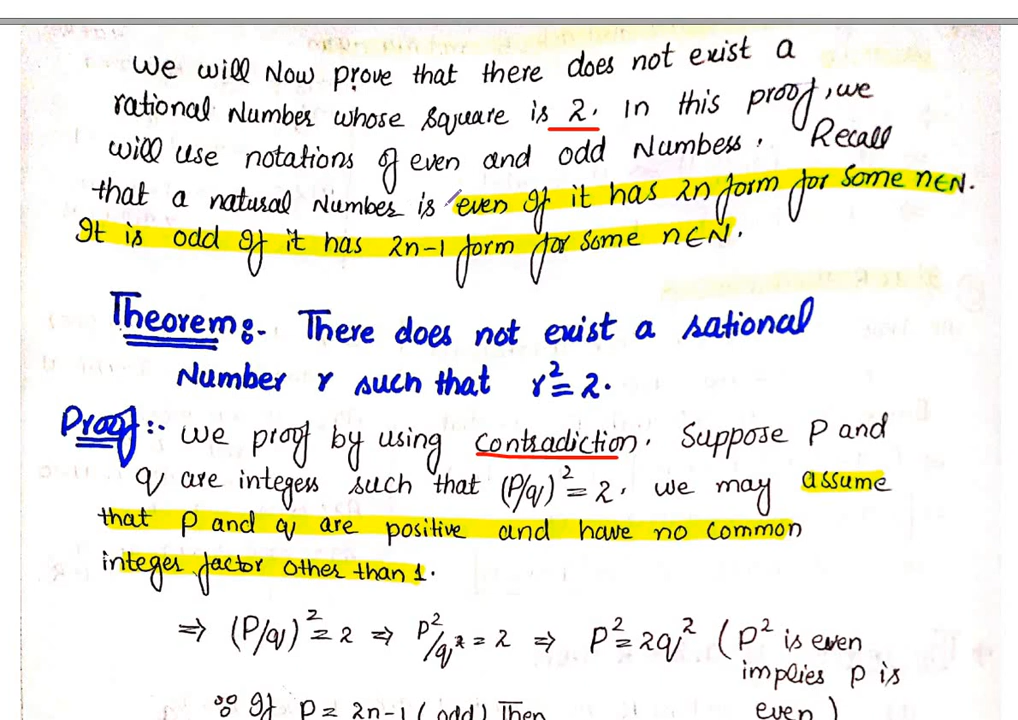 We will Now prove that there does not exist a
rational Number whose square is 2. In this proof, we
will use notations of even and odd Numbers. Recall
that a natural Number is even If it has 2n form for some n∈N.
It is odd If it has 2n-1 form for some n∈N.
Theorem:- There does not exist a rational
Number r such that r²=2.
Proof:- We proof by using contradiction. Suppose P and
q are integers such that (P/q)²=2. we may assume
that p and q are positive and have no common
integer factor other than 1.
⇒ (P/q)²=2 ⇒ P²/q²=2 ⇒ P²=2q² (P² is even
implies p is
∵ If p=2n-1 (odd) Then even)